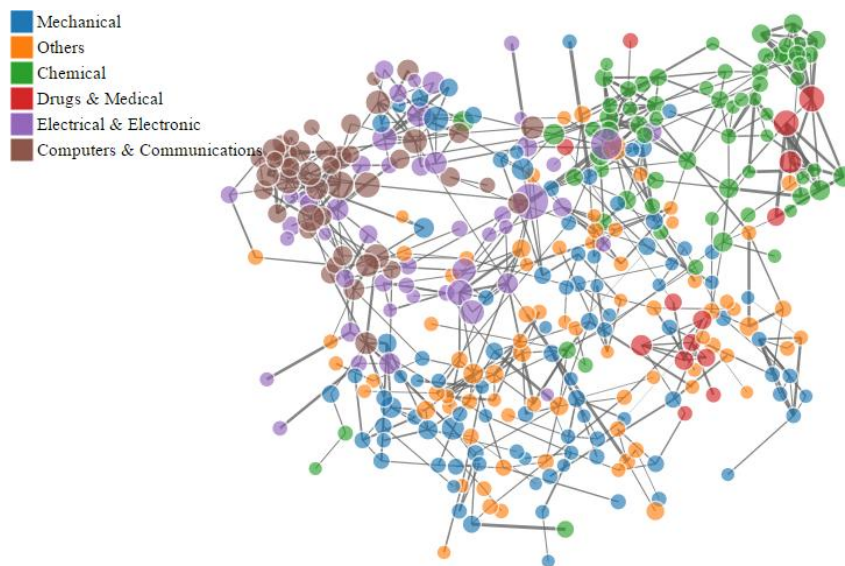 Mechanical
Others
Chemical
Drugs & Medical
Electrical & Electronic
Computers & Communications